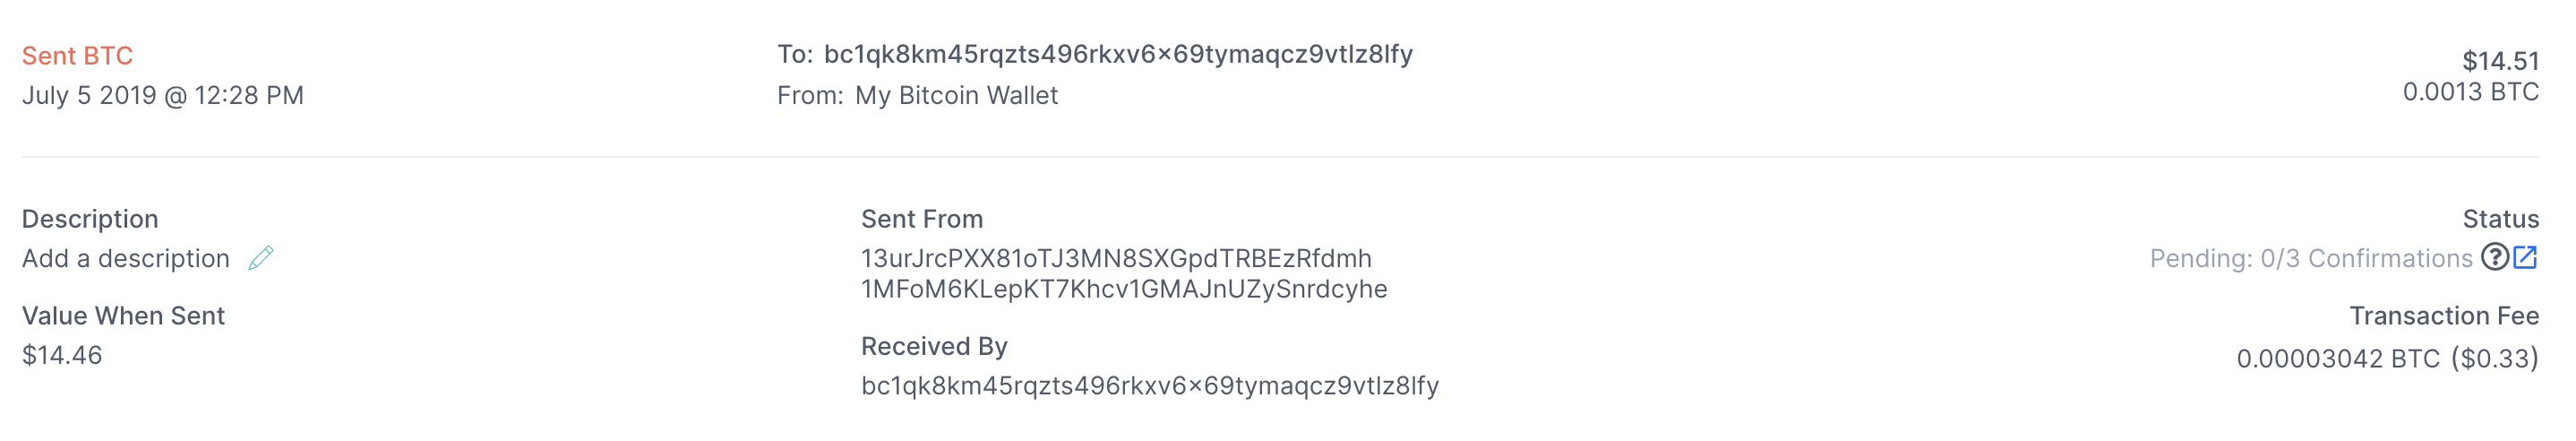 Sent BTC
July 5 2019 @ 12:28 PM
To: bc1qk8km45rqzts496rkxv6×69tymaqcz9vtlz8lfy
From: My Bitcoin Wallet
$14.51
0.0013 BTC
Description
Add a description
Value When Sent
$14.46
Sent From
13urJrcPXX81oTJ3MN8SXGpdTRBEzRfdmh
1MFoM6KLepKT7Khcv1GMAJnUZySnrdcyhe
Received By
bc1qk8km45rqzts496rkxv6×69tymaqcz9vtlz8lfy
Status
Pending: 0/3 Confirmations
Transaction Fee
0.00003042 BTC ($0.33)